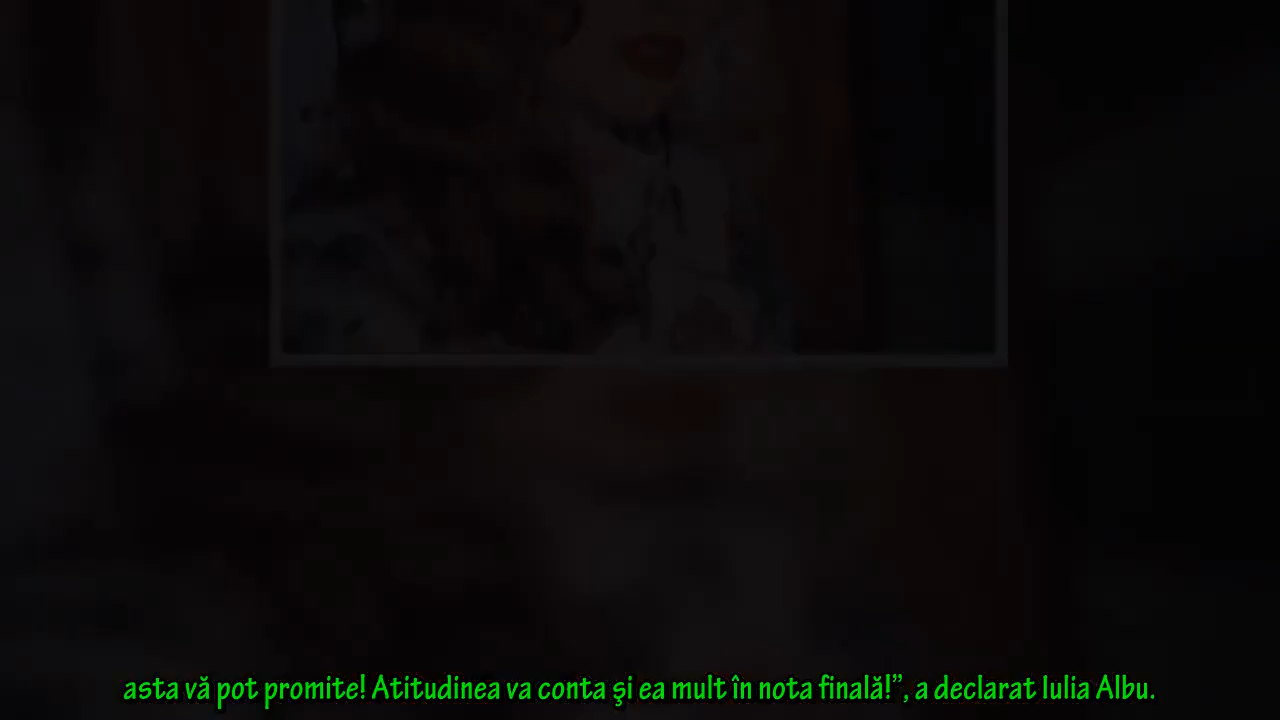 asta vă pot promite! Atitudinea va conta şi ea mult în nota finală!”, a declarat Iulia Albu.